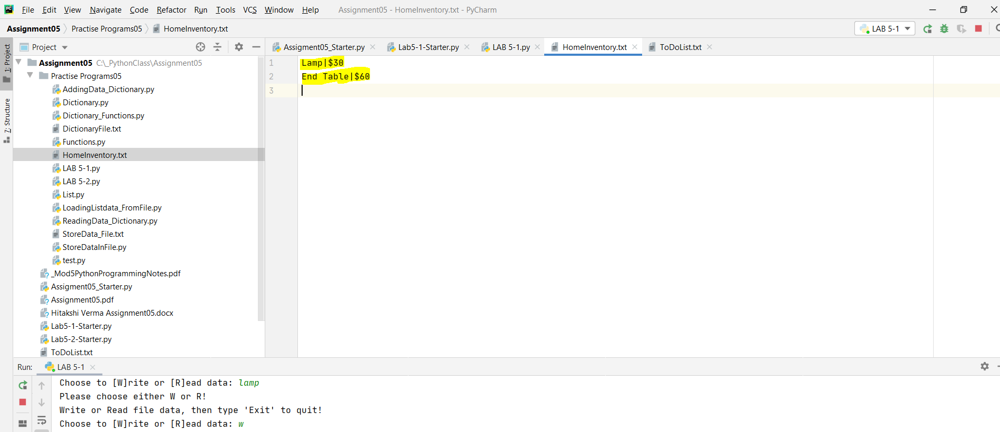 File Edit View Navigate Code Refactor Run Tools VCS Window Help Assignment05 - HomeInventory.txt - PyCharm
Assignment05 Practise Programs05 HomeInventory.txt LAB 5-1
1: Project
7: Structure
Project
Assigment05_Starter.py Lab5-1-Starter.py LAB 5-1.py HomeInventory.txt ToDoList.txt
Assignment05 C:\_PythonClass\Assignment05
Practise Programs05
AddingData_Dictionary.py
Dictionary.py
Dictionary_Functions.py
DictionaryFile.txt
Functions.py
HomeInventory.txt
LAB 5-1.py
LAB 5-2.py
List.py
LoadingListdata_FromFile.py
ReadingData_Dictionary.py
StoreData_File.txt
StoreDataInFile.py
test.py
_Mod5PythonProgrammingNotes.pdf
Assigment05_Starter.py
Assignment05.pdf
Hitakshi Verma Assignment05.docx
Lab5-1-Starter.py
Lab5-2-Starter.py
ToDoList.txt
1 Lamp|$30
2 End Table|$60
3
Run: LAB 5-1
Choose to [W]rite or [R]ead data: lamp
Please choose either W or R!
Write or Read file data, then type 'Exit' to quit!
Choose to [W]rite or [R]ead data: w